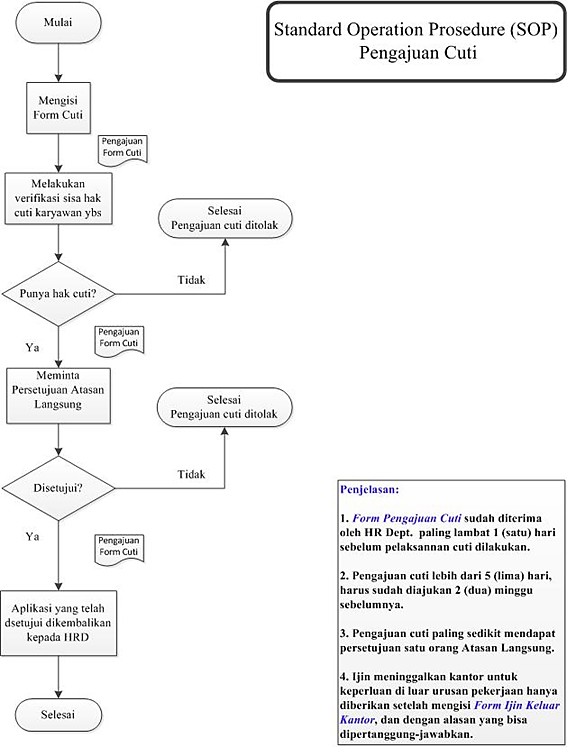 Standard Operation Prosedure (SOP)
Pengajuan Cuti
Mulai
Mengisi
Form Cuti
Pengajuan
Form Cuti
Melakukan
verifikasi sisa hak
cuti karyawan ybs
Selesai
Pengajuan cuti ditolak
Punya hak cuti?
Tidak
Ya
Pengajuan
Form Cuti
Meminta
Persetujuan Atasan
Langsung
Selesai
Pengajuan cuti ditolak
Disetujui?
Tidak
Ya
Pengajuan
Form Cuti
Aplikasi yang telah
dsetujui dikembalikan
kepada HRD
Selesai
Penjelasan:
1. Form Pengajuan Cuti sudah diterima
oleh HR Dept. paling lambat 1 (satu) hari
sebelum pelaksannan cuti dilakukan.
2. Pengajuan cuti lebih dari 5 (lima) hari,
harus sudah diajukan 2 (dua) minggu
sebelumnya.
3. Pengajuan cuti paling sedikit mendapat
persetujuan satu orang Atasan Langsung.
4. Ijin meninggalkan kantor untuk
keperluan di luar urusan pekerjaan hanya
diberikan setelah mengisi Form Ijin Keluar
Kantor, dan dengan alasan yang bisa
dipertanggung-jawabkan.